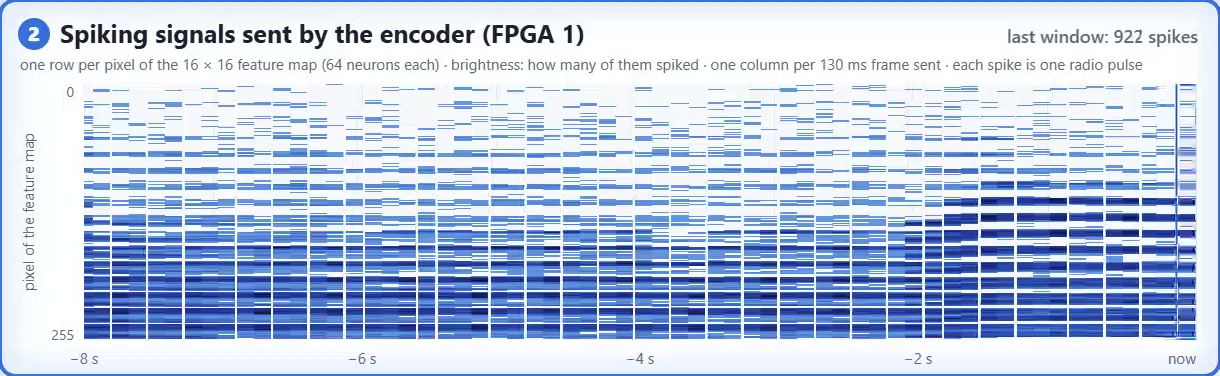 2 Spiking signals sent by the encoder (FPGA 1)
last window: 922 spikes
one row per pixel of the 16 × 16 feature map (64 neurons each) · brightness: how many of them spiked · one column per 130 ms frame sent · each spike is one radio pulse
0
pixel of the feature map
255
−8 s
−6 s
−4 s
−2 s
now